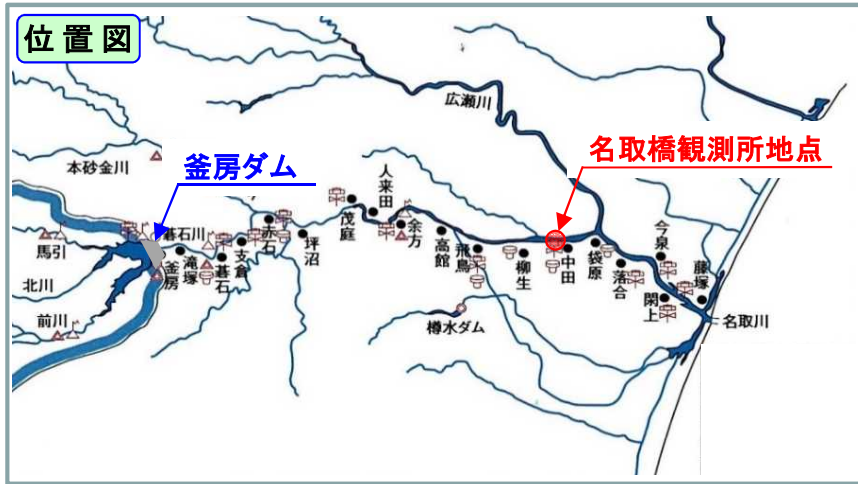 位置図
広瀬川
名取橋観測所地点
本砂金川
釜房ダム
人来田
茂庭
余方
碁石川
赤石
坪沼
馬引
北川
前川
釜房
滝塚
碁石
支倉
高館
飛鳥
柳生
中田
袋原
落合
今泉
閖上
藤塚
名取川
樽水ダム